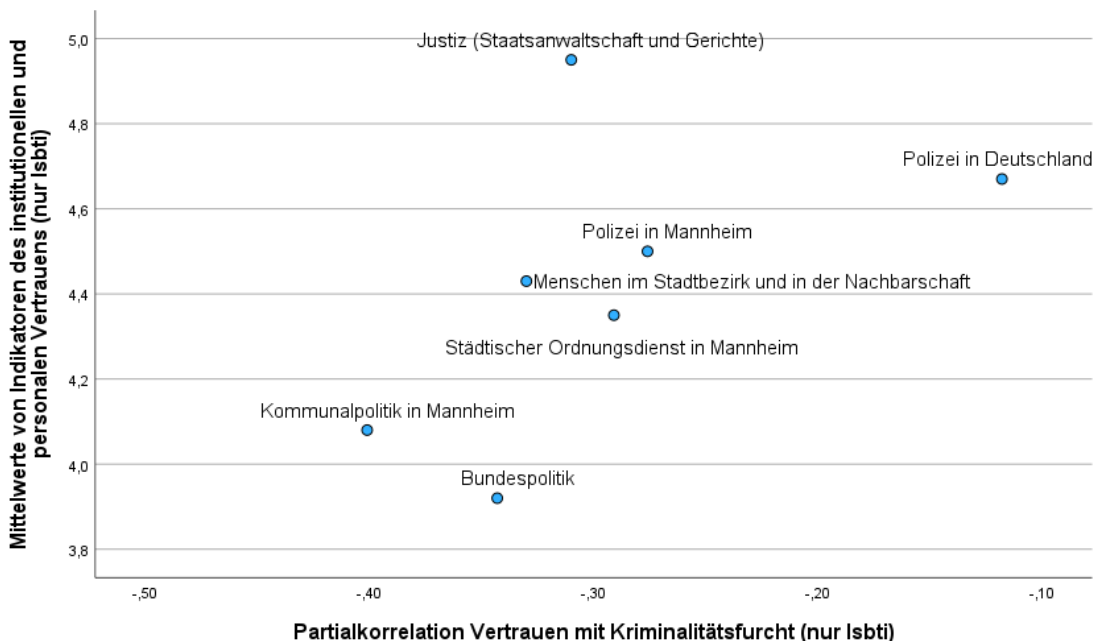 Mittelwerte von Indikatoren des institutionellen und
personalen Vertrauens (nur lsbti)
5,0
4,8
4,6
4,4
4,2
4,0
3,8
Justiz (Staatsanwaltschaft und Gerichte)
Polizei in Deutschland
Polizei in Mannheim
Menschen im Stadtbezirk und in der Nachbarschaft
Städtischer Ordnungsdienst in Mannheim
Kommunalpolitik in Mannheim
Bundespolitik
-,50 -,40 -,30 -,20 -,10
Partialkorrelation Vertrauen mit Kriminalitätsfurcht (nur lsbti)